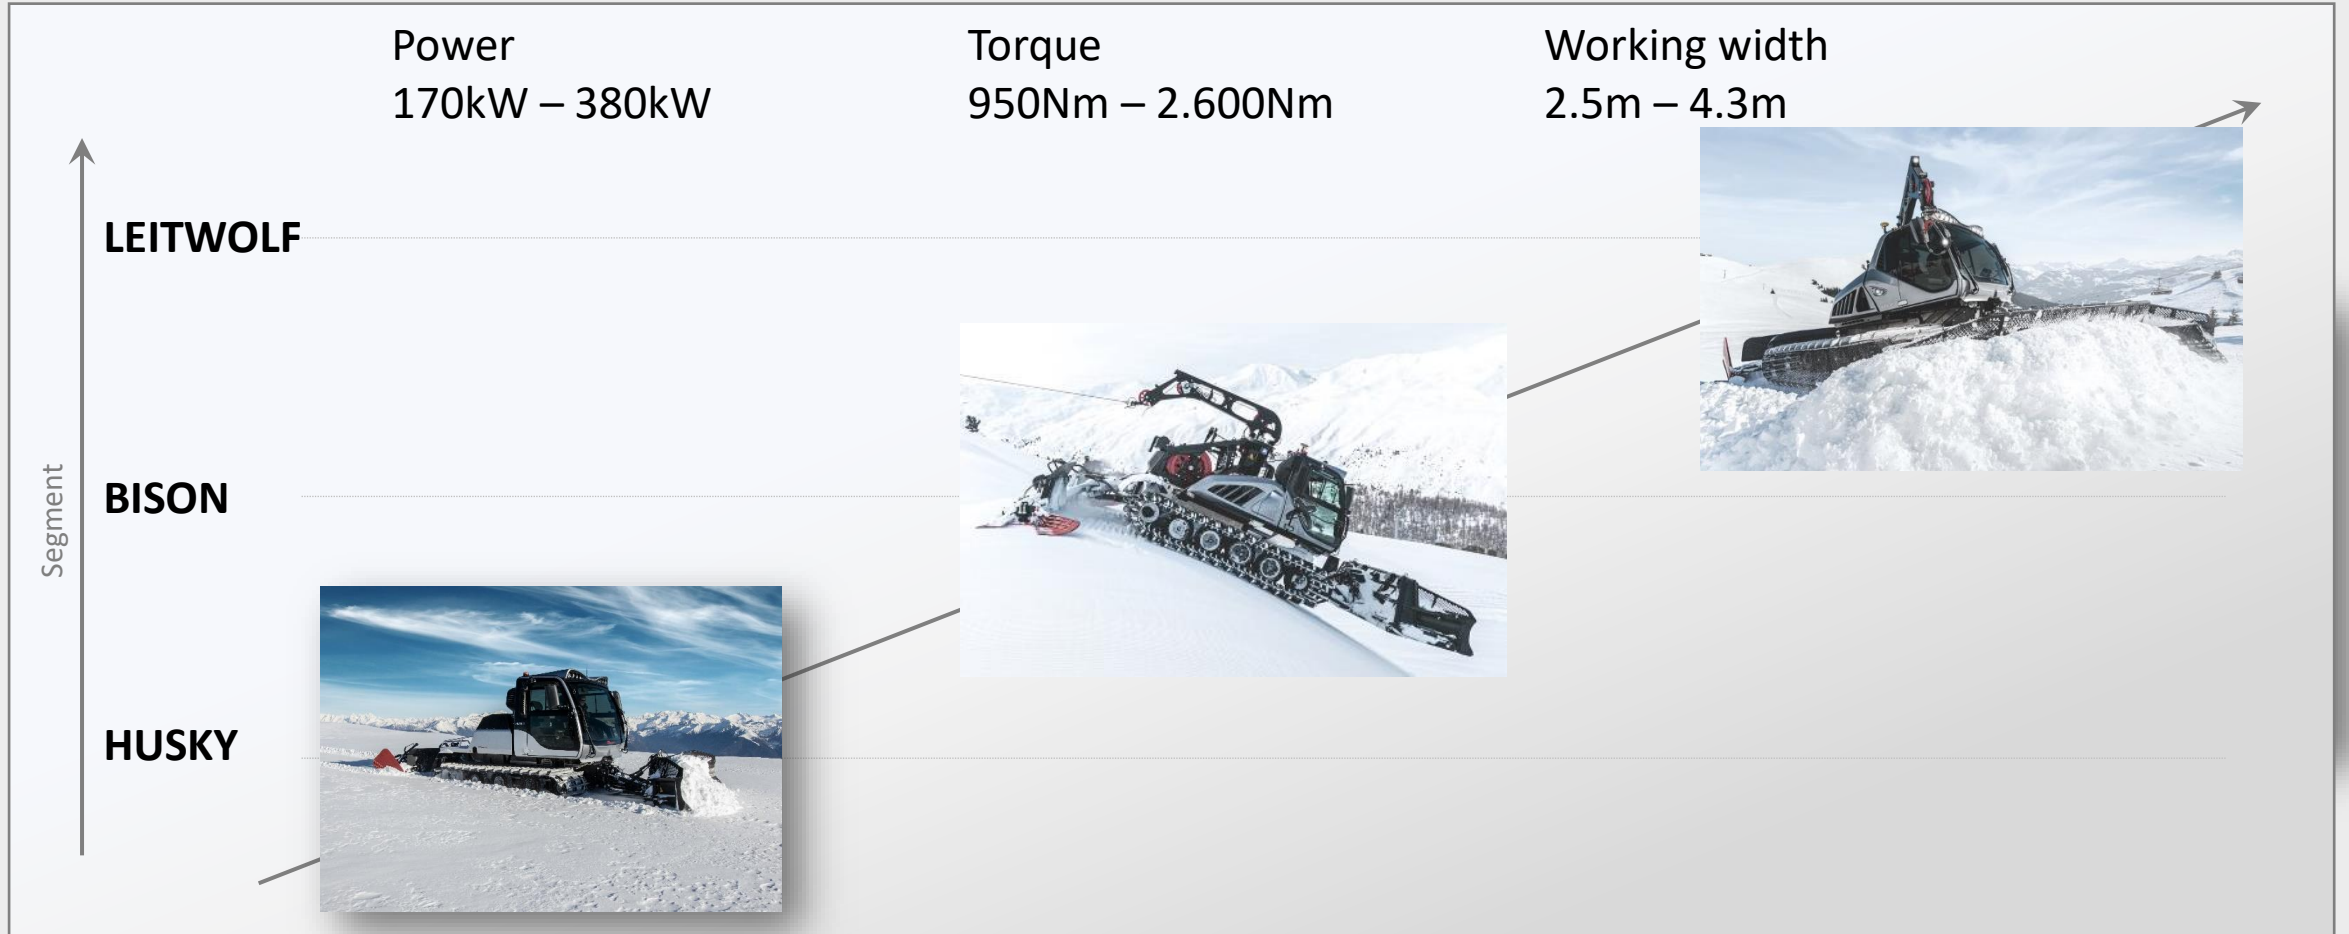 Power
170kW – 380kW
Torque
950Nm – 2.600Nm
Working width
2.5m – 4.3m
LEITWOLF
BISON
HUSKY
Segment